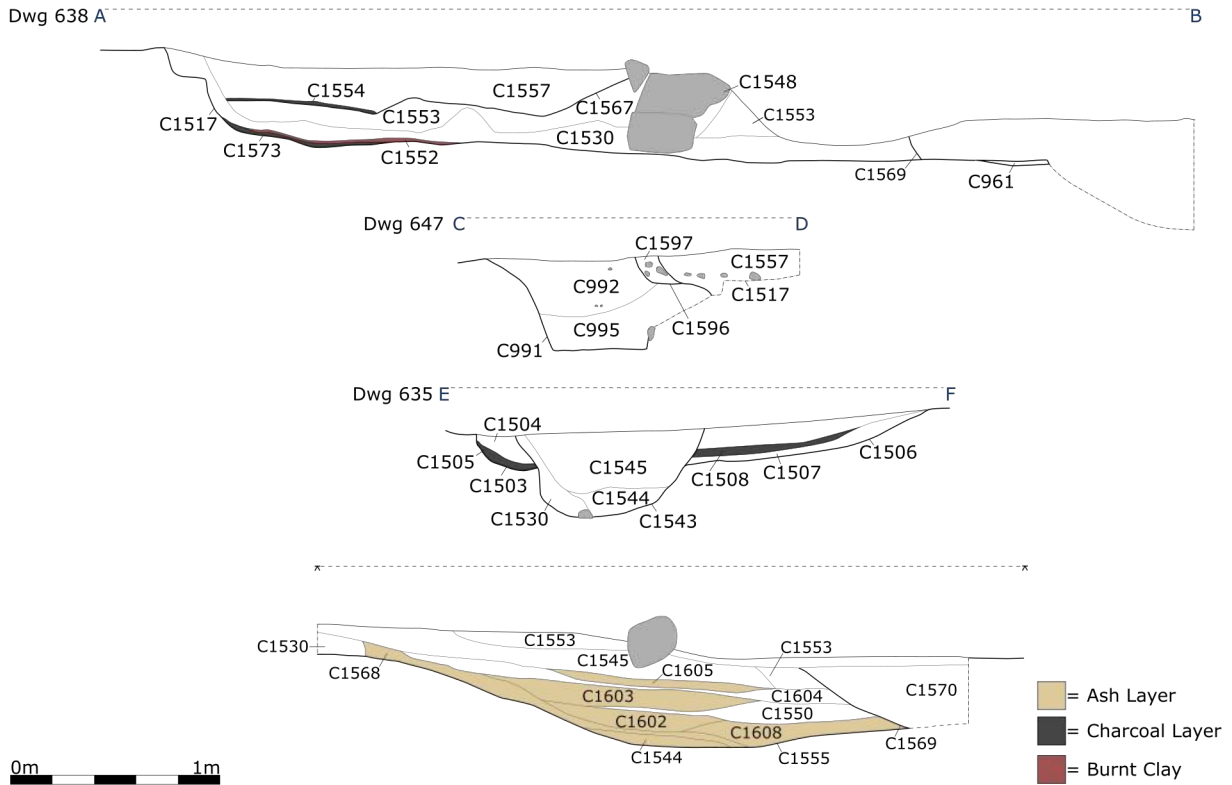 Dwg 638 A B
C1548
C1554 C1557
C1553 C1567 C1553
C1517 C1530
C1573 C1552 C1569 C961
Dwg 647 C D
C1597
C1557
C992
C1517
C995 C1596
C991
Dwg 635 E F
C1504
C1505 C1545 C1506
C1503 C1508 C1507
C1544
C1530 C1543
C1530 C1553 C1553
C1568 C1545 C1605
C1603 C1604 C1570
C1602 C1550
C1608
C1544 C1555 C1569
= Ash Layer
= Charcoal Layer
= Burnt Clay
0m 1m